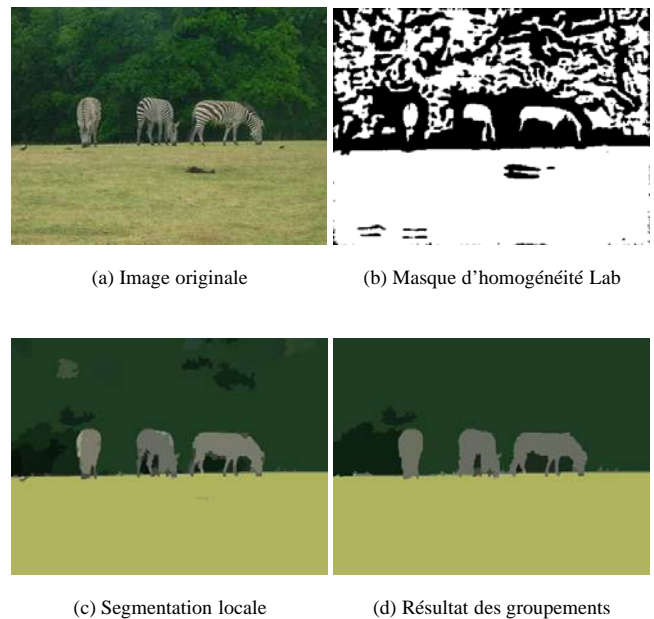 (a) Image originale
(b) Masque d'homogénéité Lab
(c) Segmentation locale
(d) Résultat des groupements